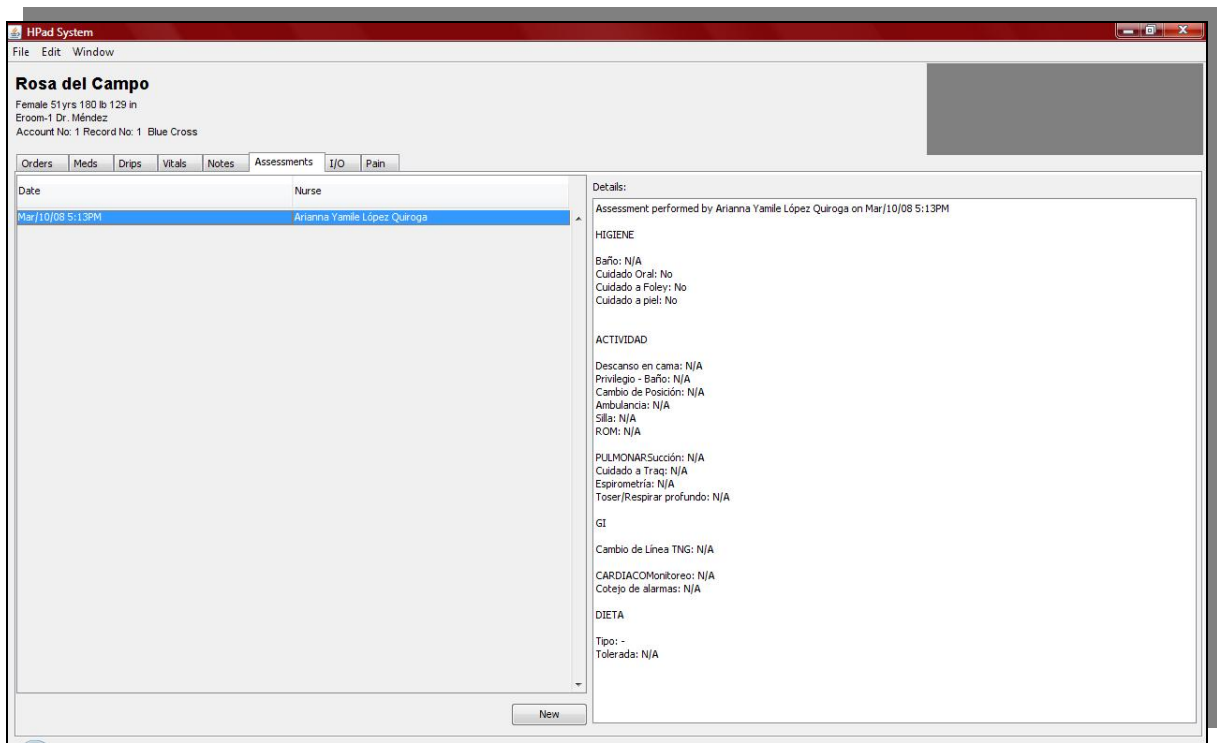 HPad System
File Edit Window
Rosa del Campo
Female 51yrs 180 lb 129 in
Eroom-1 Dr. Méndez
Account No: 1 Record No: 1 Blue Cross
Orders Meds Drips Vitals Notes Assessments I/O Pain
Date Nurse
Mar/10/08 5:13PM Arianna Yamile López Quiroga
New
Details:
Assessment performed by Arianna Yamile López Quiroga on Mar/10/08 5:13PM
HIGIENE
Baño: N/A
Cuidado Oral: No
Cuidado a Foley: No
Cuidado a piel: No
ACTIVIDAD
Descanso en cama: N/A
Privilegio - Baño: N/A
Cambio de Posición: N/A
Ambulancia: N/A
Silla: N/A
ROM: N/A
PULMONARSucción: N/A
Cuidado a Traq: N/A
Espirometría: N/A
Toser/Respirar profundo: N/A
GI
Cambio de Línea TNG: N/A
CARDIACOMonitoreo: N/A
Cotejo de alarmas: N/A
DIETA
Tipo: -
Tolerada: N/A